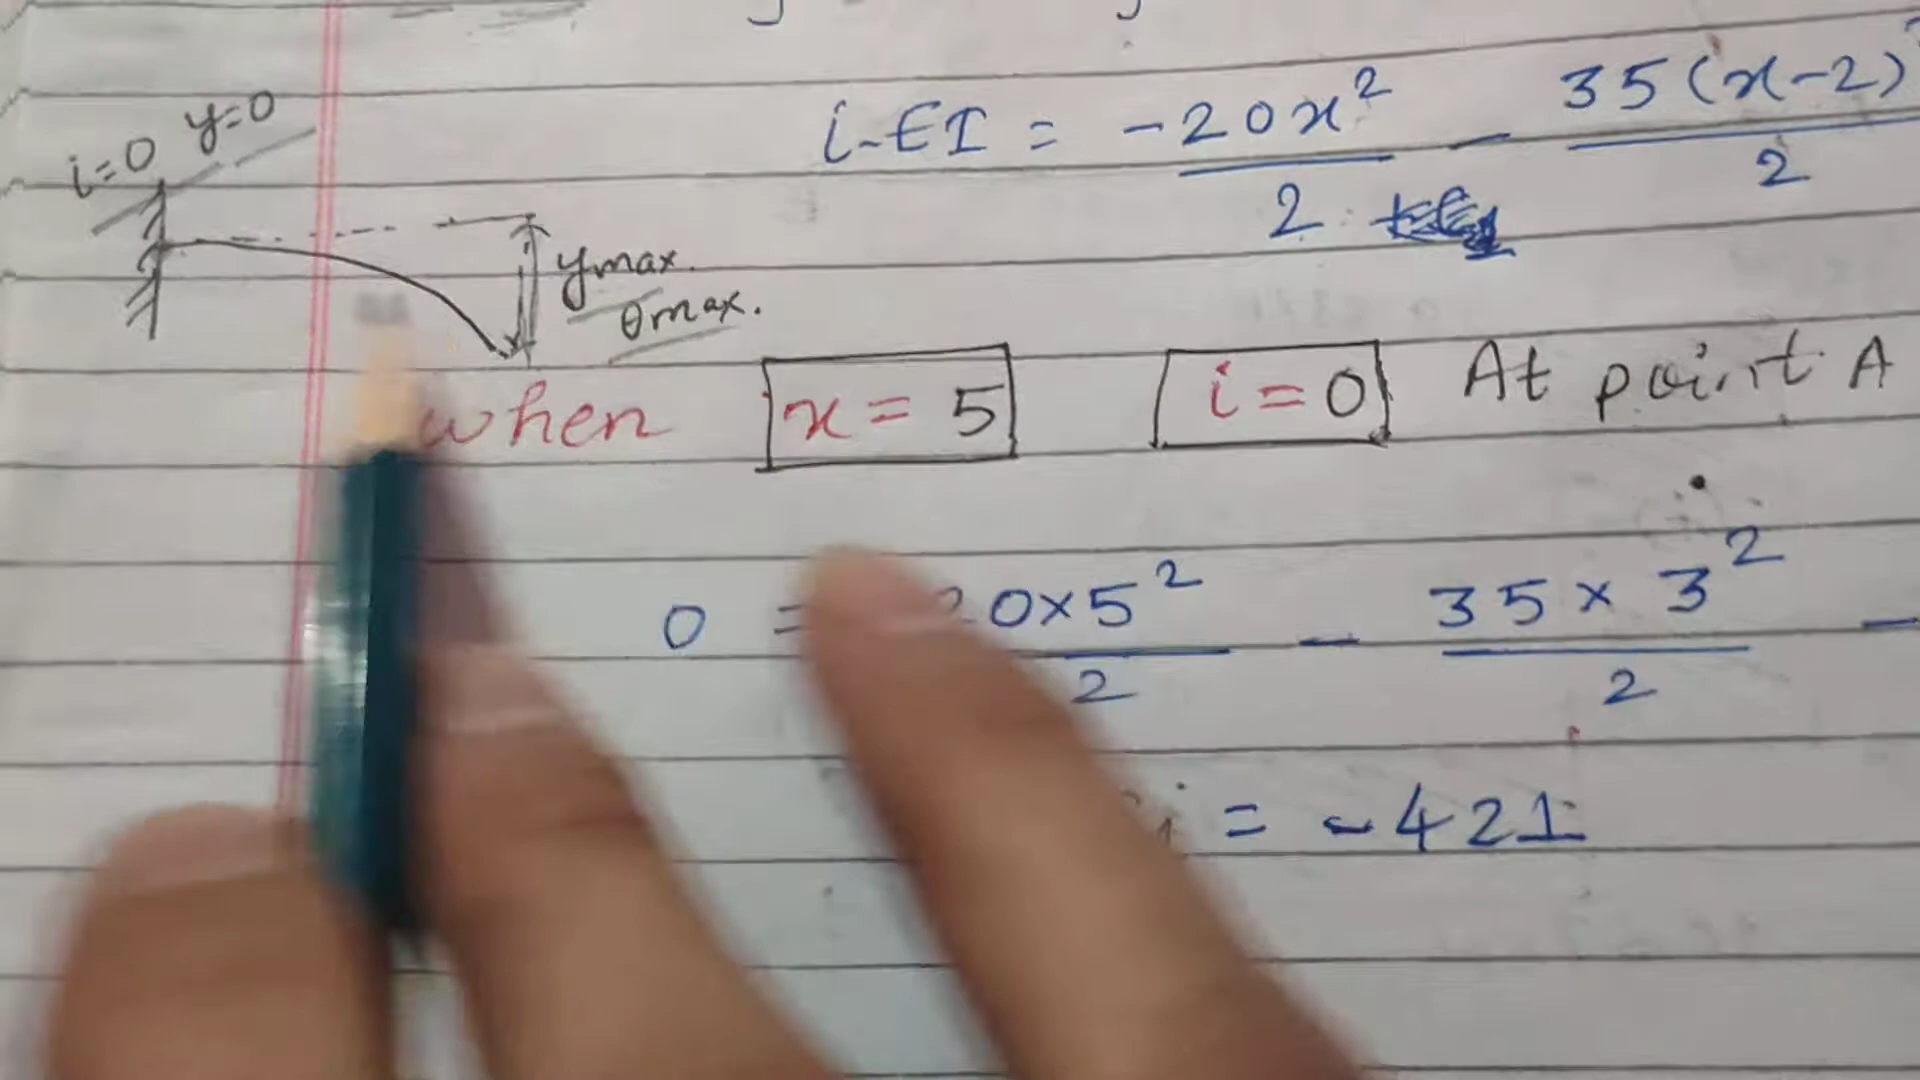 i.EI = -20x² / 2 - 35(x-2) / 2
i=0 y=0
ymax.
θmax.
when x = 5 i = 0 At point A
0 = 20×5² / 2 - 35 × 3² / 2 -
= -421